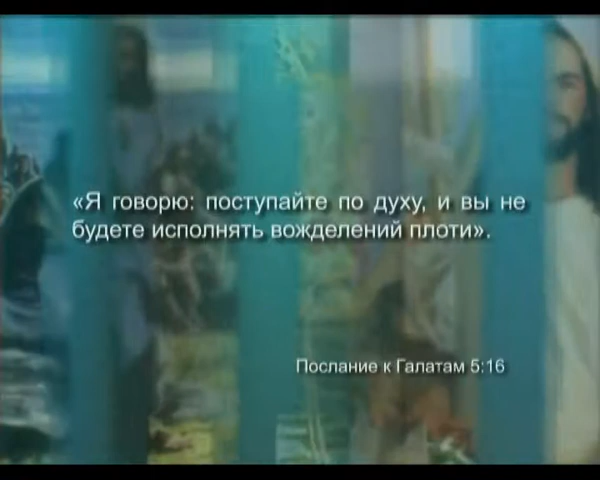 «Я говорю: поступайте по духу, и вы не
будете исполнять вожделений плоти».
Послание к Галатам 5:16